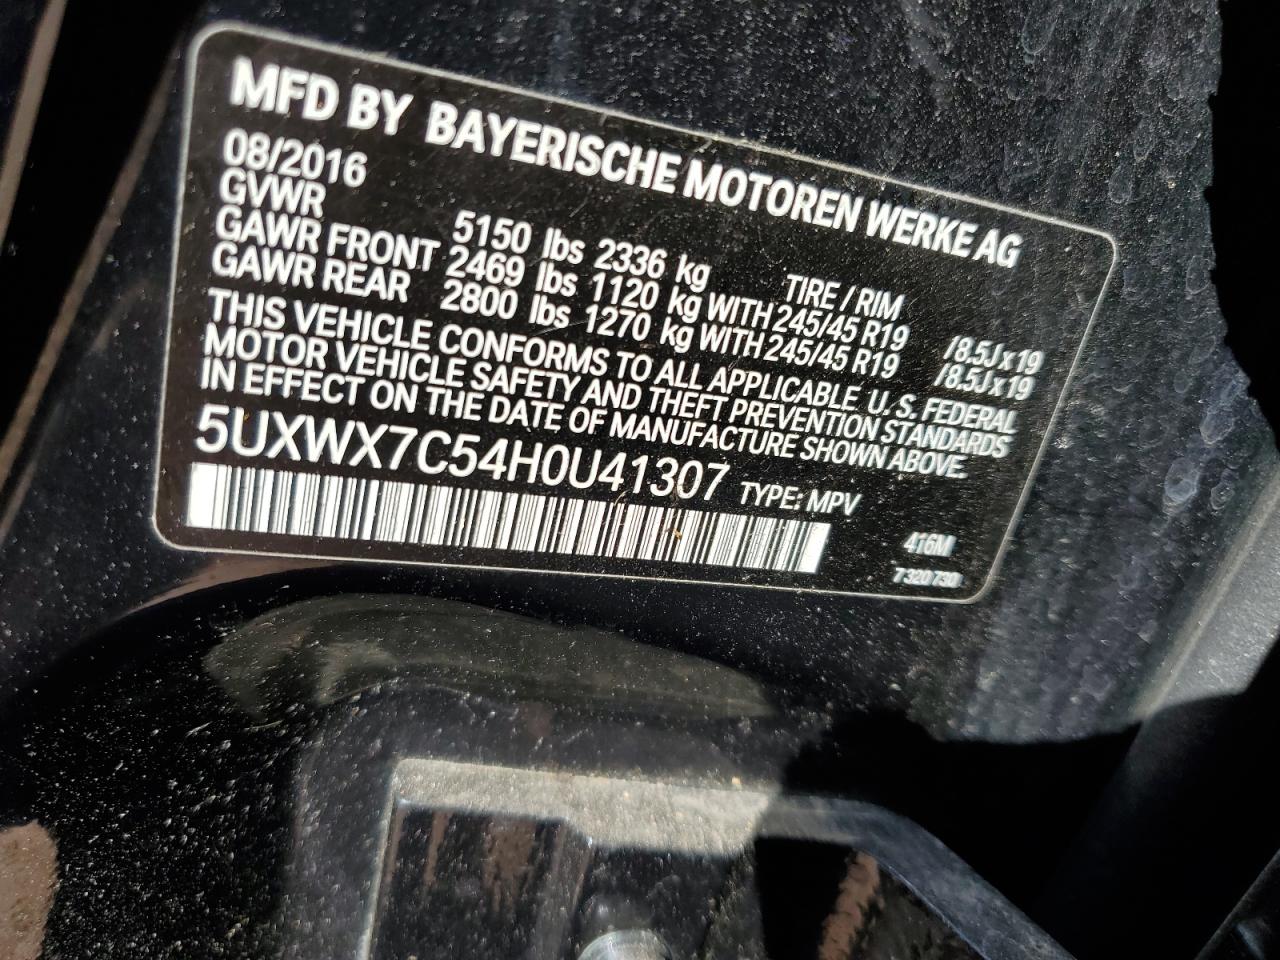 MFD BY BAYERISCHE MOTOREN WERKE AG
08/2016
GVWR 5150 lbs 2336 kg TIRE / RIM
GAWR FRONT 2469 lbs 1120 kg WITH 245/45 R19 /8.5J x 19
GAWR REAR 2800 lbs 1270 kg WITH 245/45 R19 /8.5J x 19
THIS VEHICLE CONFORMS TO ALL APPLICABLE U.S. FEDERAL
MOTOR VEHICLE SAFETY AND THEFT PREVENTION STANDARDS
IN EFFECT ON THE DATE OF MANUFACTURE SHOWN ABOVE.
5UXWX7C54H0U41307 TYPE: MPV
416M
7320730